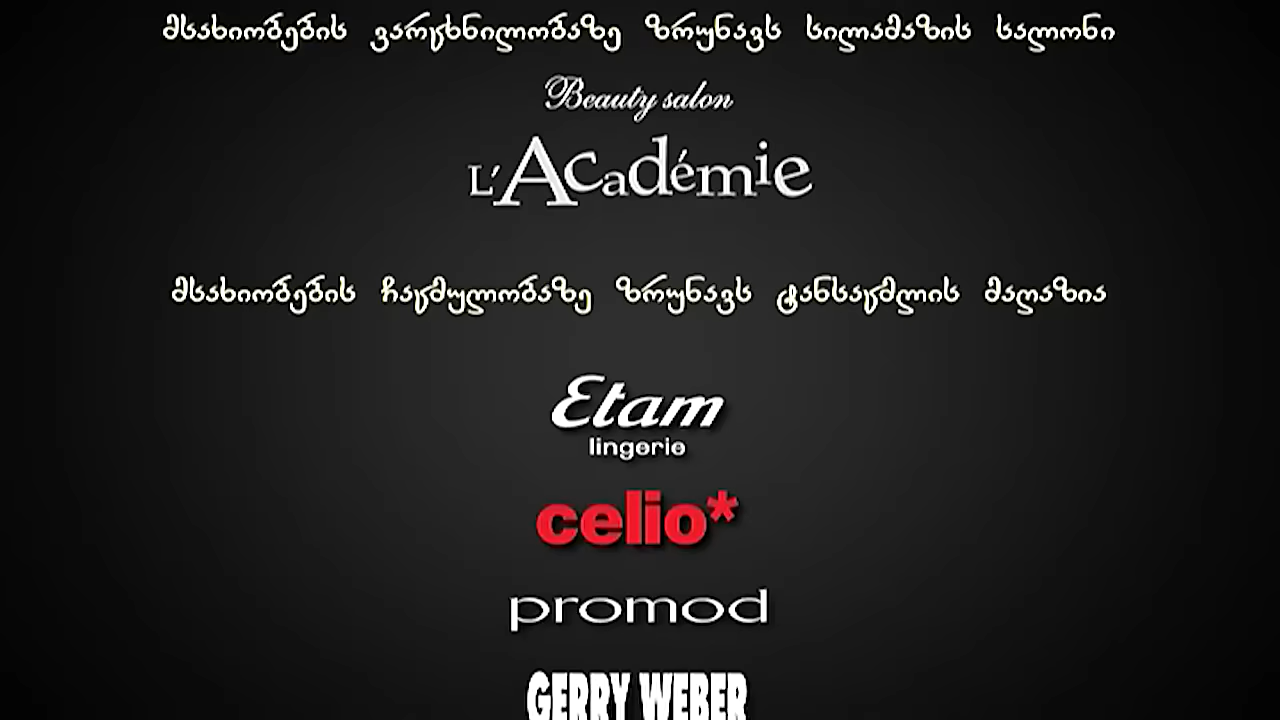 მსახიობების ვარცხნილობაზე ზრუნავს სილამაზის სალონი
Beauty salon
L'Académie
მსახიობების ჩაცმულობაზე ზრუნავს ტანსაცმლის მაღაზია
Etam
lingerie
celio*
promod
GERRY WEBER